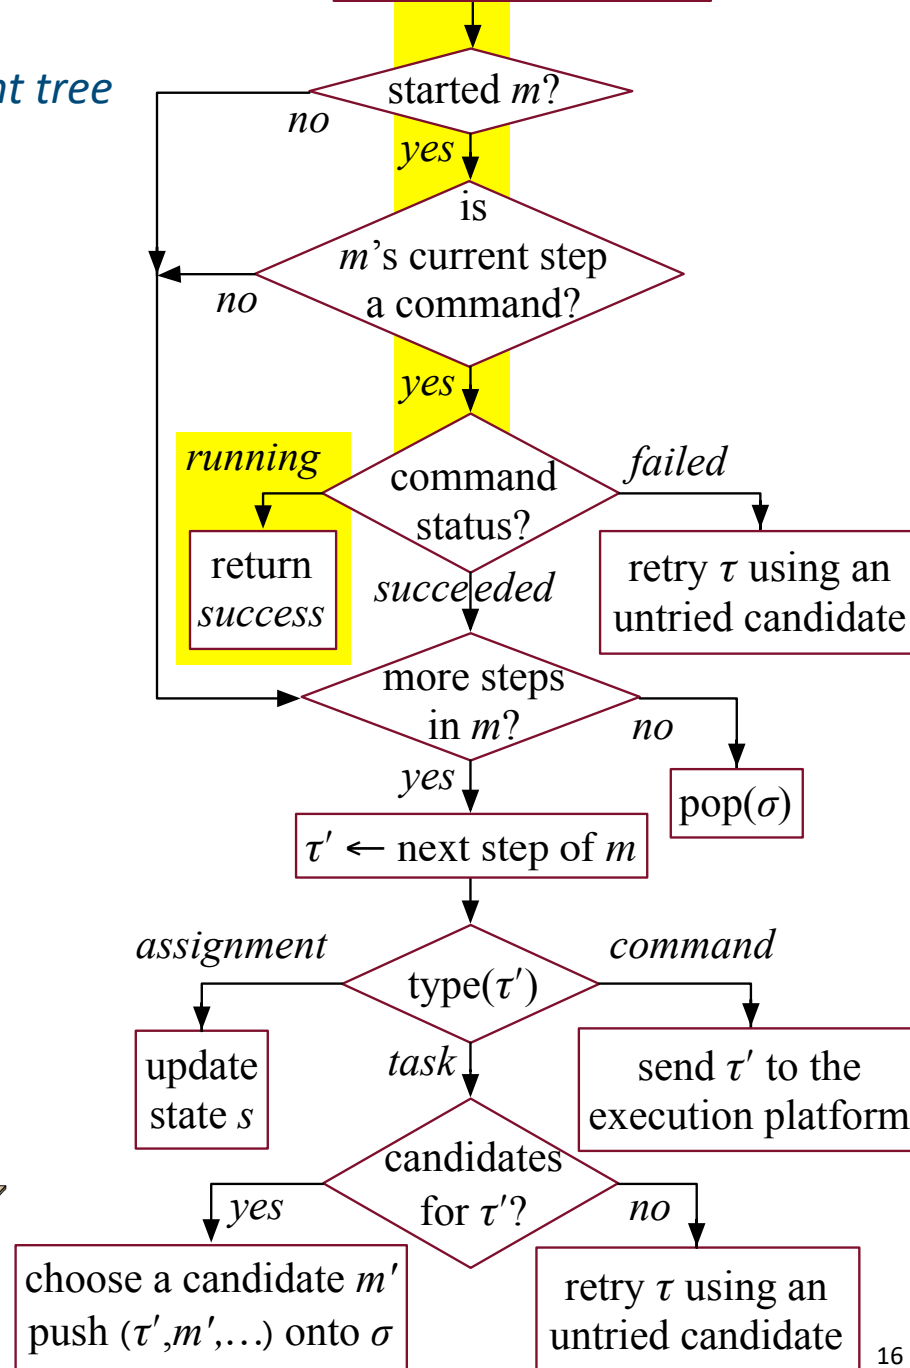 nt tree
started m?
no
yes
is
m’s current step
a command?
no
yes
running
failed
command
status?
return
success
retry τ using an
untried candidate
succeeded
more steps
in m?
no
yes
pop(σ)
τ′ ← next step of m
assignment
command
type(τ′)
task
update
state s
send τ′ to the
execution platform
candidates
for τ′?
yes
no
choose a candidate m′
push (τ′,m′,…) onto σ
retry τ using an
untried candidate
16